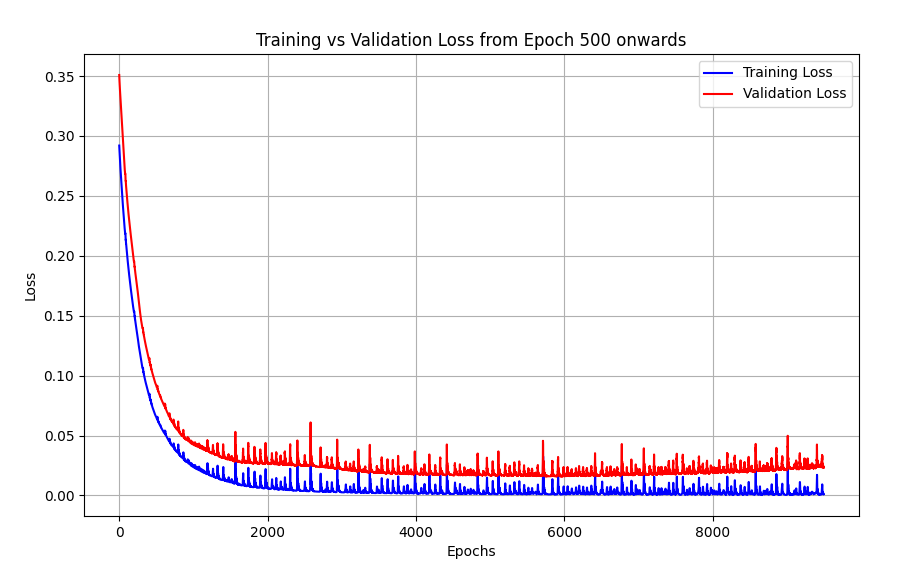 Training vs Validation Loss from Epoch 500 onwards
Training Loss
Validation Loss
0.35
0.30
0.25
0.20
0.15
0.10
0.05
0.00
Loss
0 2000 4000 6000 8000
Epochs